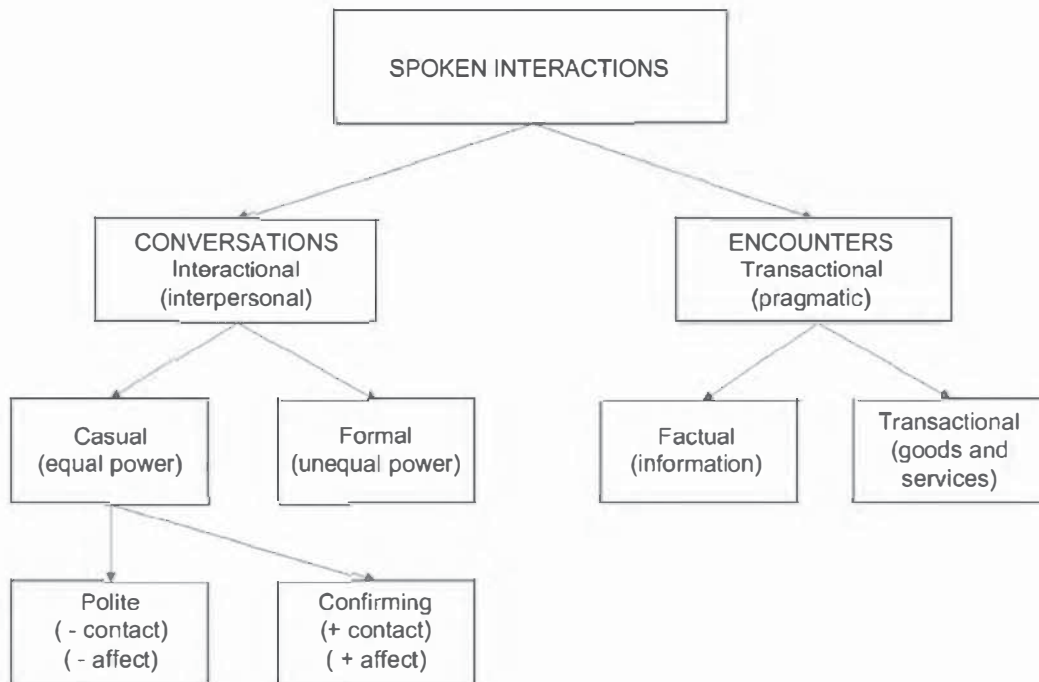 SPOKEN INTERACTIONS
CONVERSATIONS
Interactional
(interpersonal)
ENCOUNTERS
Transactional
(pragmatic)
Casual
(equal power)
Formal
(unequal power)
Factual
(information)
Transactional
(goods and
services)
Polite
( - contact)
( - affect)
Confirming
(+ contact)
( + affect)